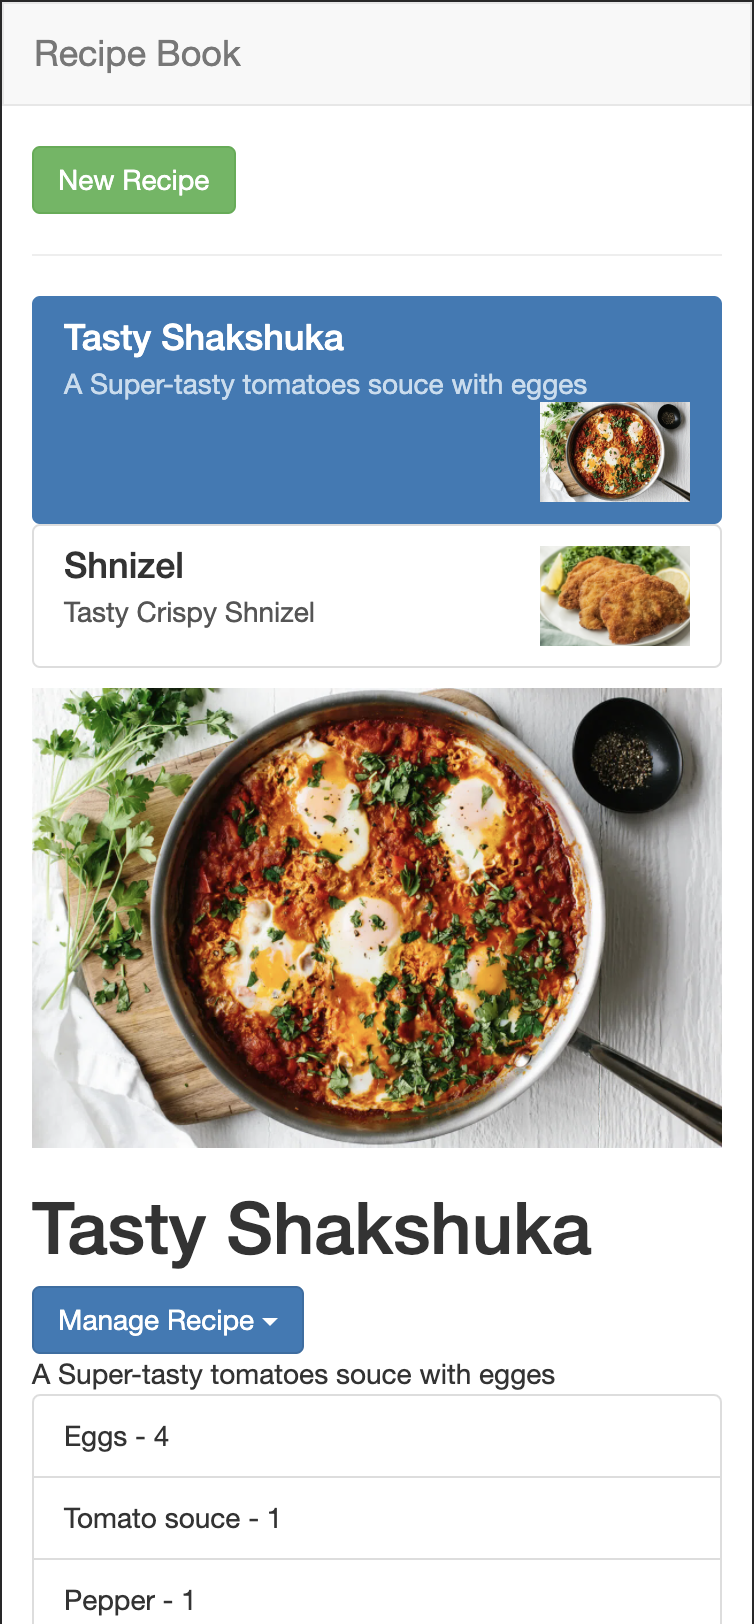 Recipe Book
New Recipe
Tasty Shakshuka
A Super-tasty tomatoes souce with egges
Shnizel
Tasty Crispy Shnizel
Tasty Shakshuka
Manage Recipe
A Super-tasty tomatoes souce with egges
Eggs - 4
Tomato souce - 1
Pepper - 1